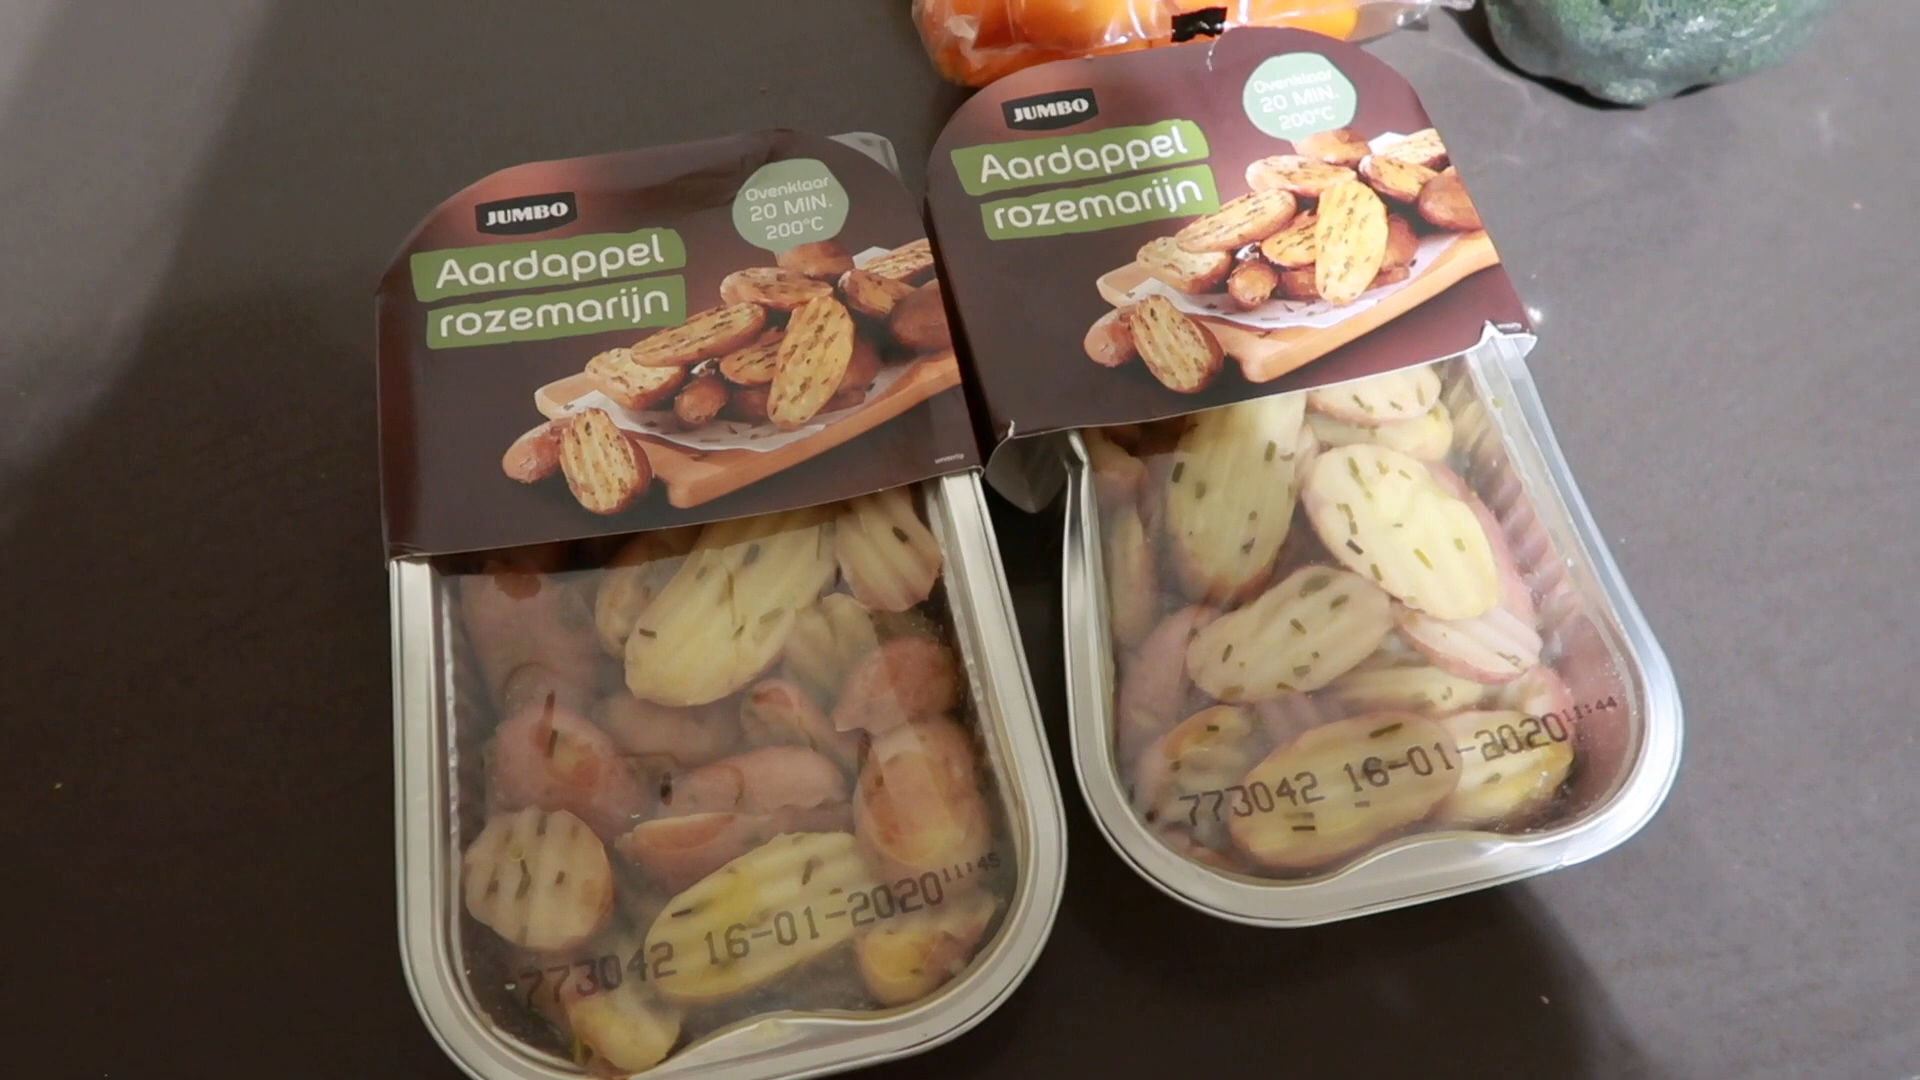 JUMBO
Aardappel
rozemarijn
Ovenklaar
20 MIN.
200°C
773042 16-01-2020 11:45
JUMBO
Aardappel
rozemarijn
Ovenklaar
20 MIN.
200°C
773042 16-01-2020 11:44